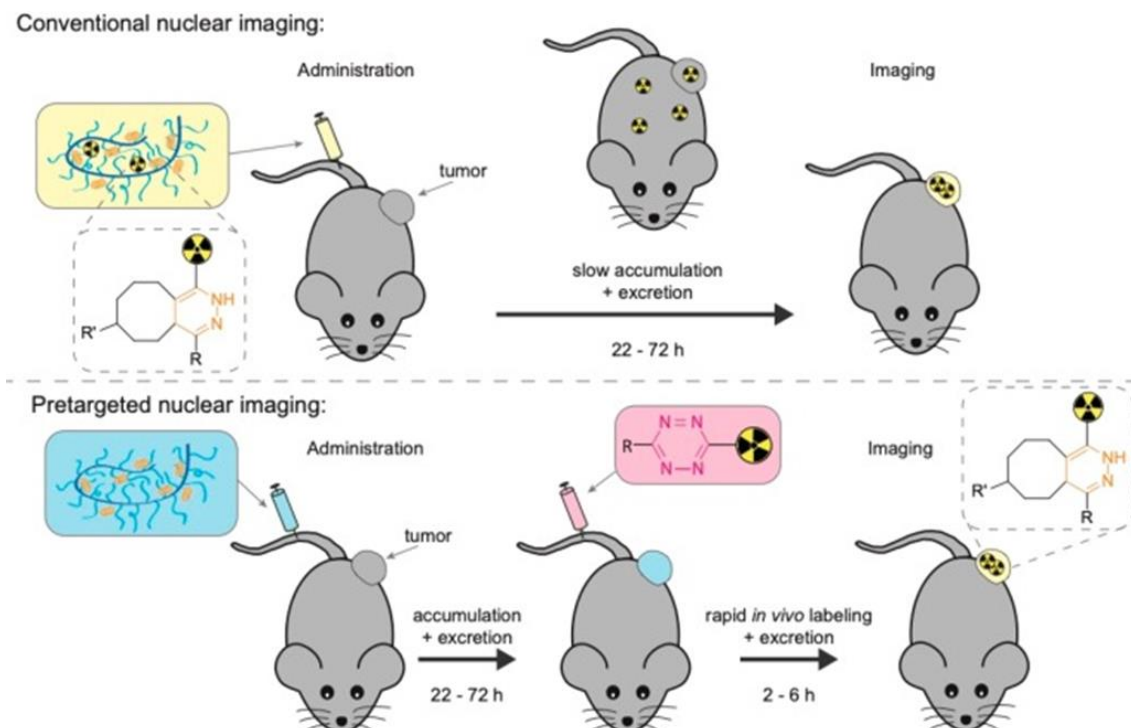 Conventional nuclear imaging:
Administration
Imaging
tumor
NH
N
R'
R
slow accumulation
+ excretion
22 - 72 h
Pretargeted nuclear imaging:
Administration
N=N
R
N-N
Imaging
NH
N
R'
R
tumor
accumulation
+ excretion
22 - 72 h
rapid in vivo labeling
+ excretion
2 - 6 h